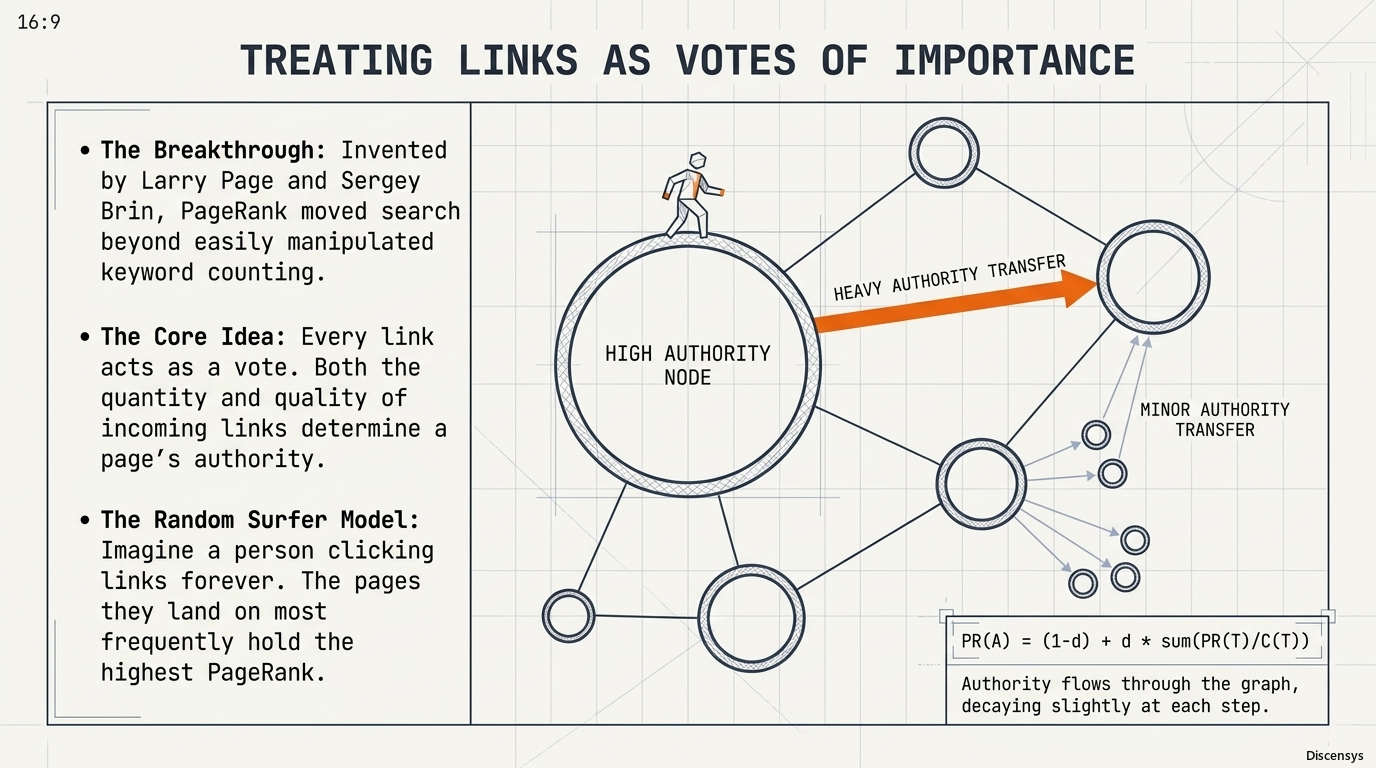 16:9
TREATING LINKS AS VOTES OF IMPORTANCE
• The Breakthrough: Invented
by Larry Page and Sergey
Brin, PageRank moved search
beyond easily manipulated
keyword counting.
• The Core Idea: Every link
acts as a vote. Both the
quantity and quality of
incoming links determine a
page’s authority.
• The Random Surfer Model:
Imagine a person clicking
links forever. The pages
they land on most
frequently hold the
highest PageRank.
HIGH AUTHORITY
NODE
HEAVY AUTHORITY TRANSFER
MINOR AUTHORITY
TRANSFER
PR(A) = (1-d) + d * sum(PR(T)/C(T))
Authority flows through the graph,
decaying slightly at each step.
Discensys